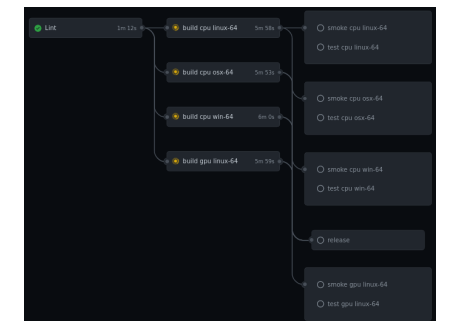 Lint 1m 12s
build cpu linux-64 5m 58s
build cpu osx-64 5m 53s
build cpu win-64 6m 0s
build gpu linux-64 5m 59s
smoke cpu linux-64
test cpu linux-64
smoke cpu osx-64
test cpu osx-64
smoke cpu win-64
test cpu win-64
release
smoke gpu linux-64
test gpu linux-64